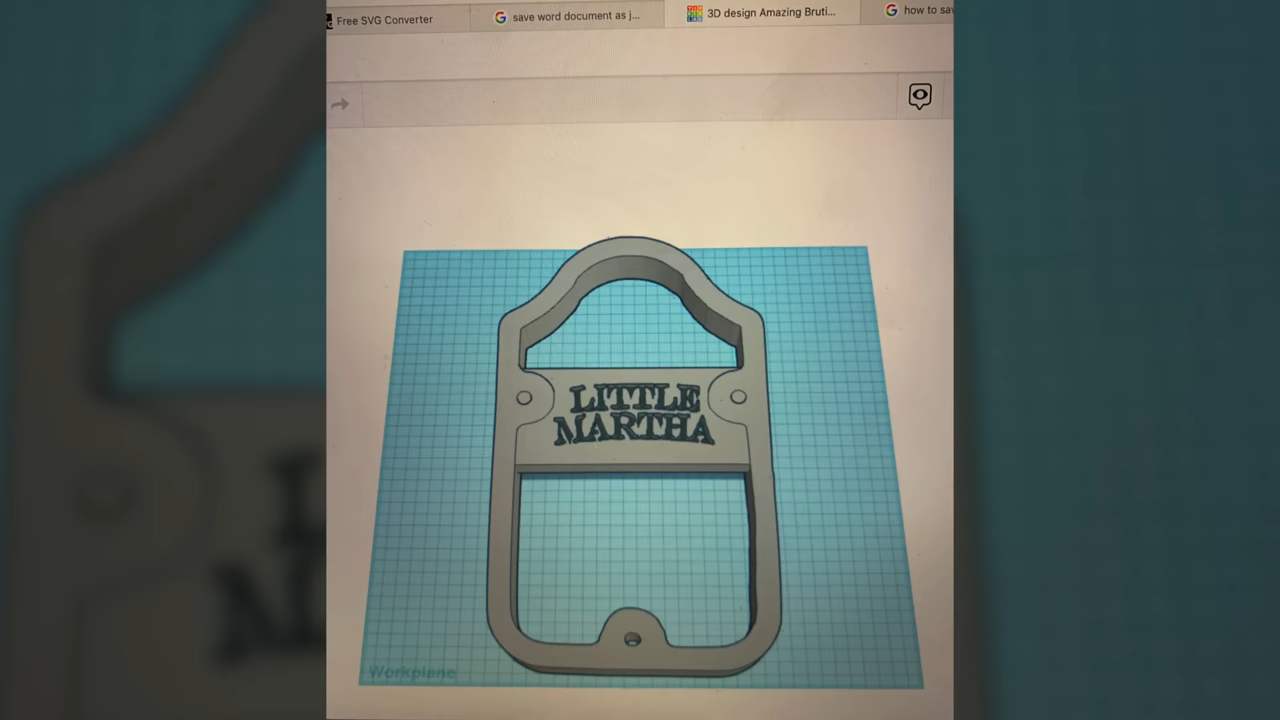 Free SVG Converter
save word document as j...
3D design Amazing Bruti...
how to sav
LITTLE
MARTHA
Workplane